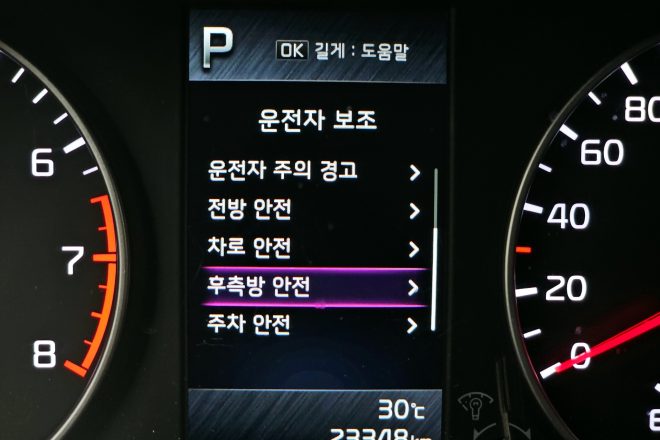 P
OK 길게 : 도움말
운전자 보조
운전자 주의 경고
전방 안전
차로 안전
후측방 안전
주차 안전
30℃
23348km
6
7
8
80
60
40
20
0